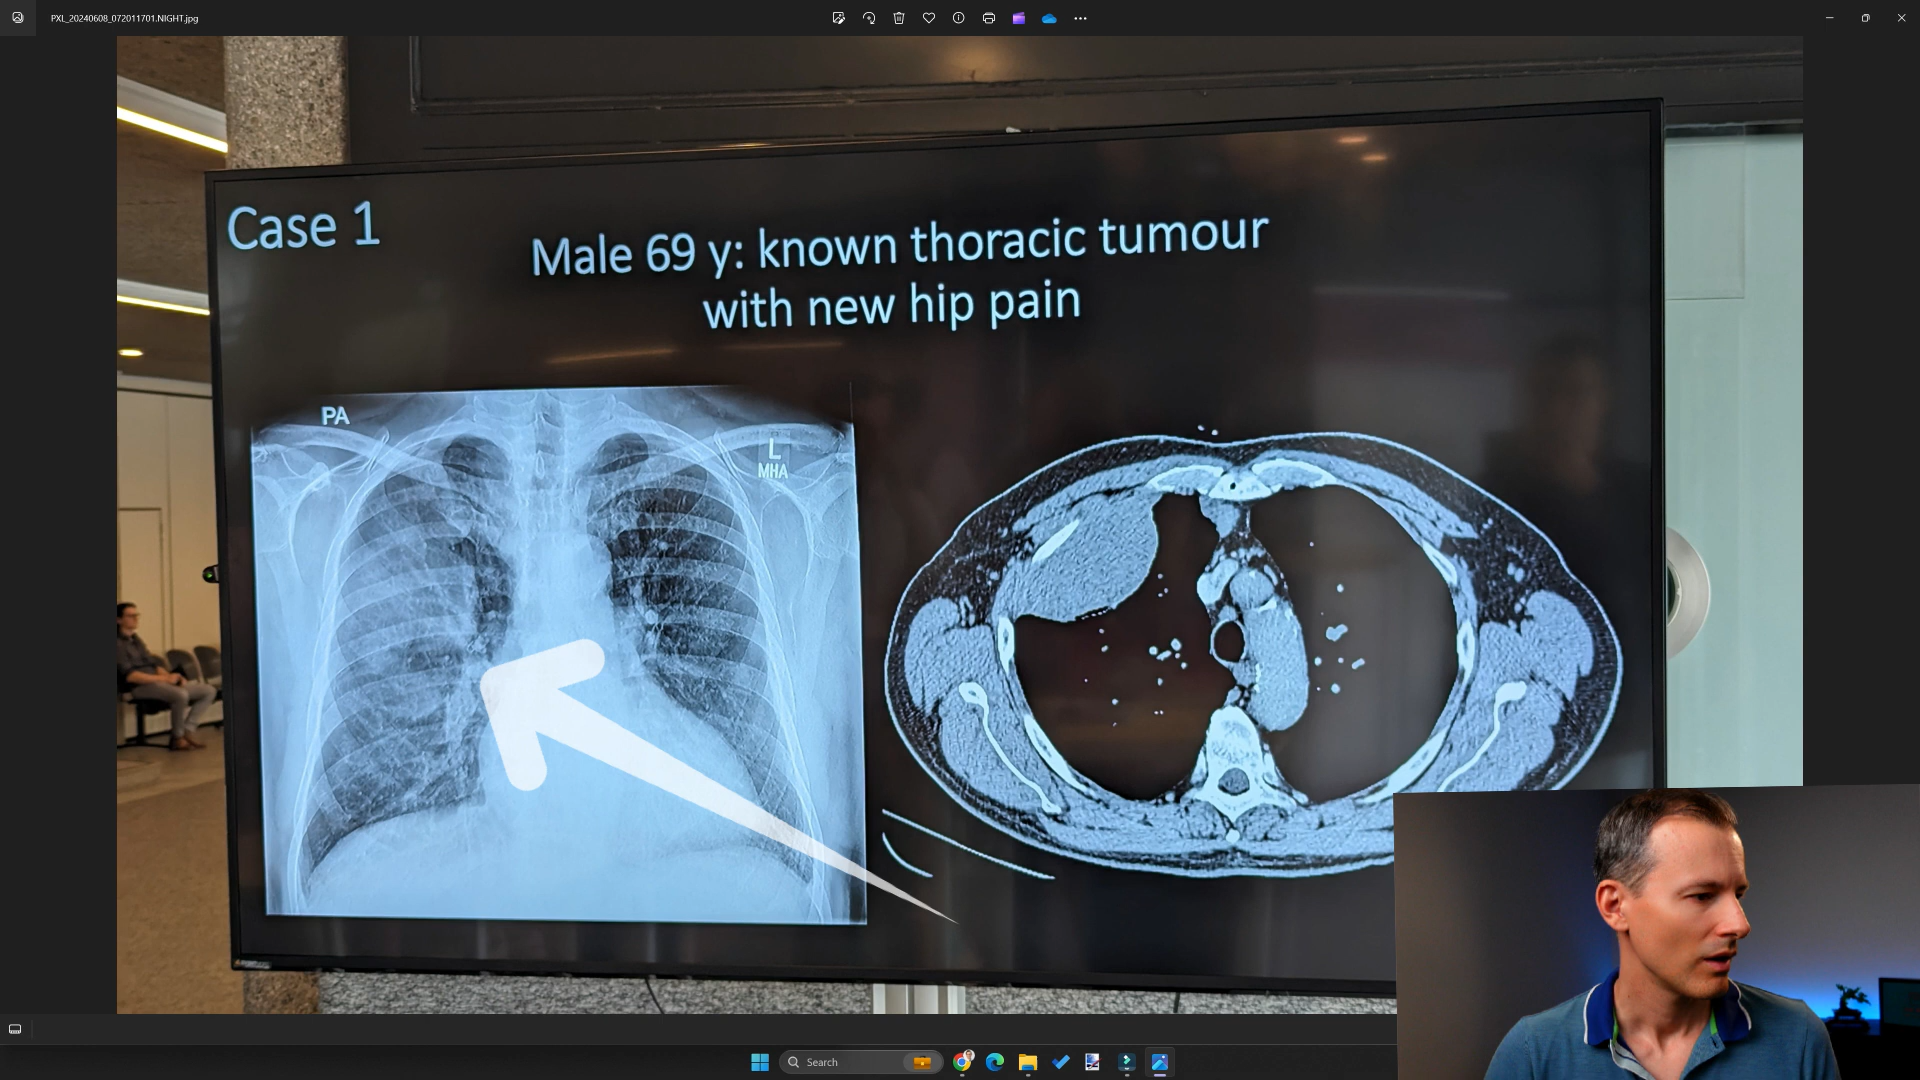 PXL_20240608_072011701.NIGHT.jpg
Case 1
Male 69 y: known thoracic tumour
with new hip pain
PA
L
MHA
Search